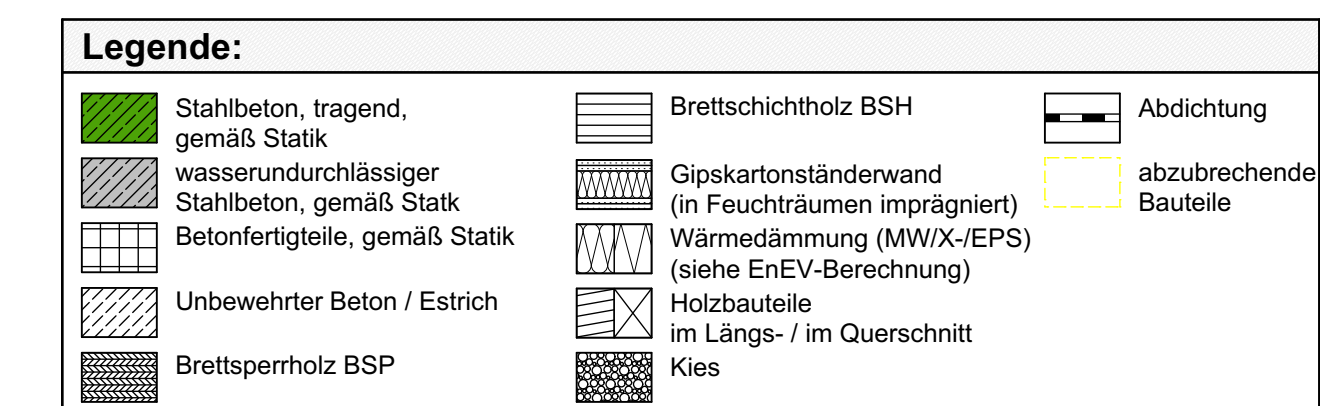 Legende:
Stahlbeton, tragend,
gemäß Statik
wasserundurchlässiger
Stahlbeton, gemäß Statk
Betonfertigteile, gemäß Statik
Unbewehrter Beton / Estrich
Brettsperrholz BSP
Brettschichtholz BSH
Gipskartonständerwand
(in Feuchträumen imprägniert)
Wärmedämmung (MW/X-/EPS)
(siehe EnEV-Berechnung)
Holzbauteile
im Längs- / im Querschnitt
Kies
Abdichtung
abzubrechende
Bauteile